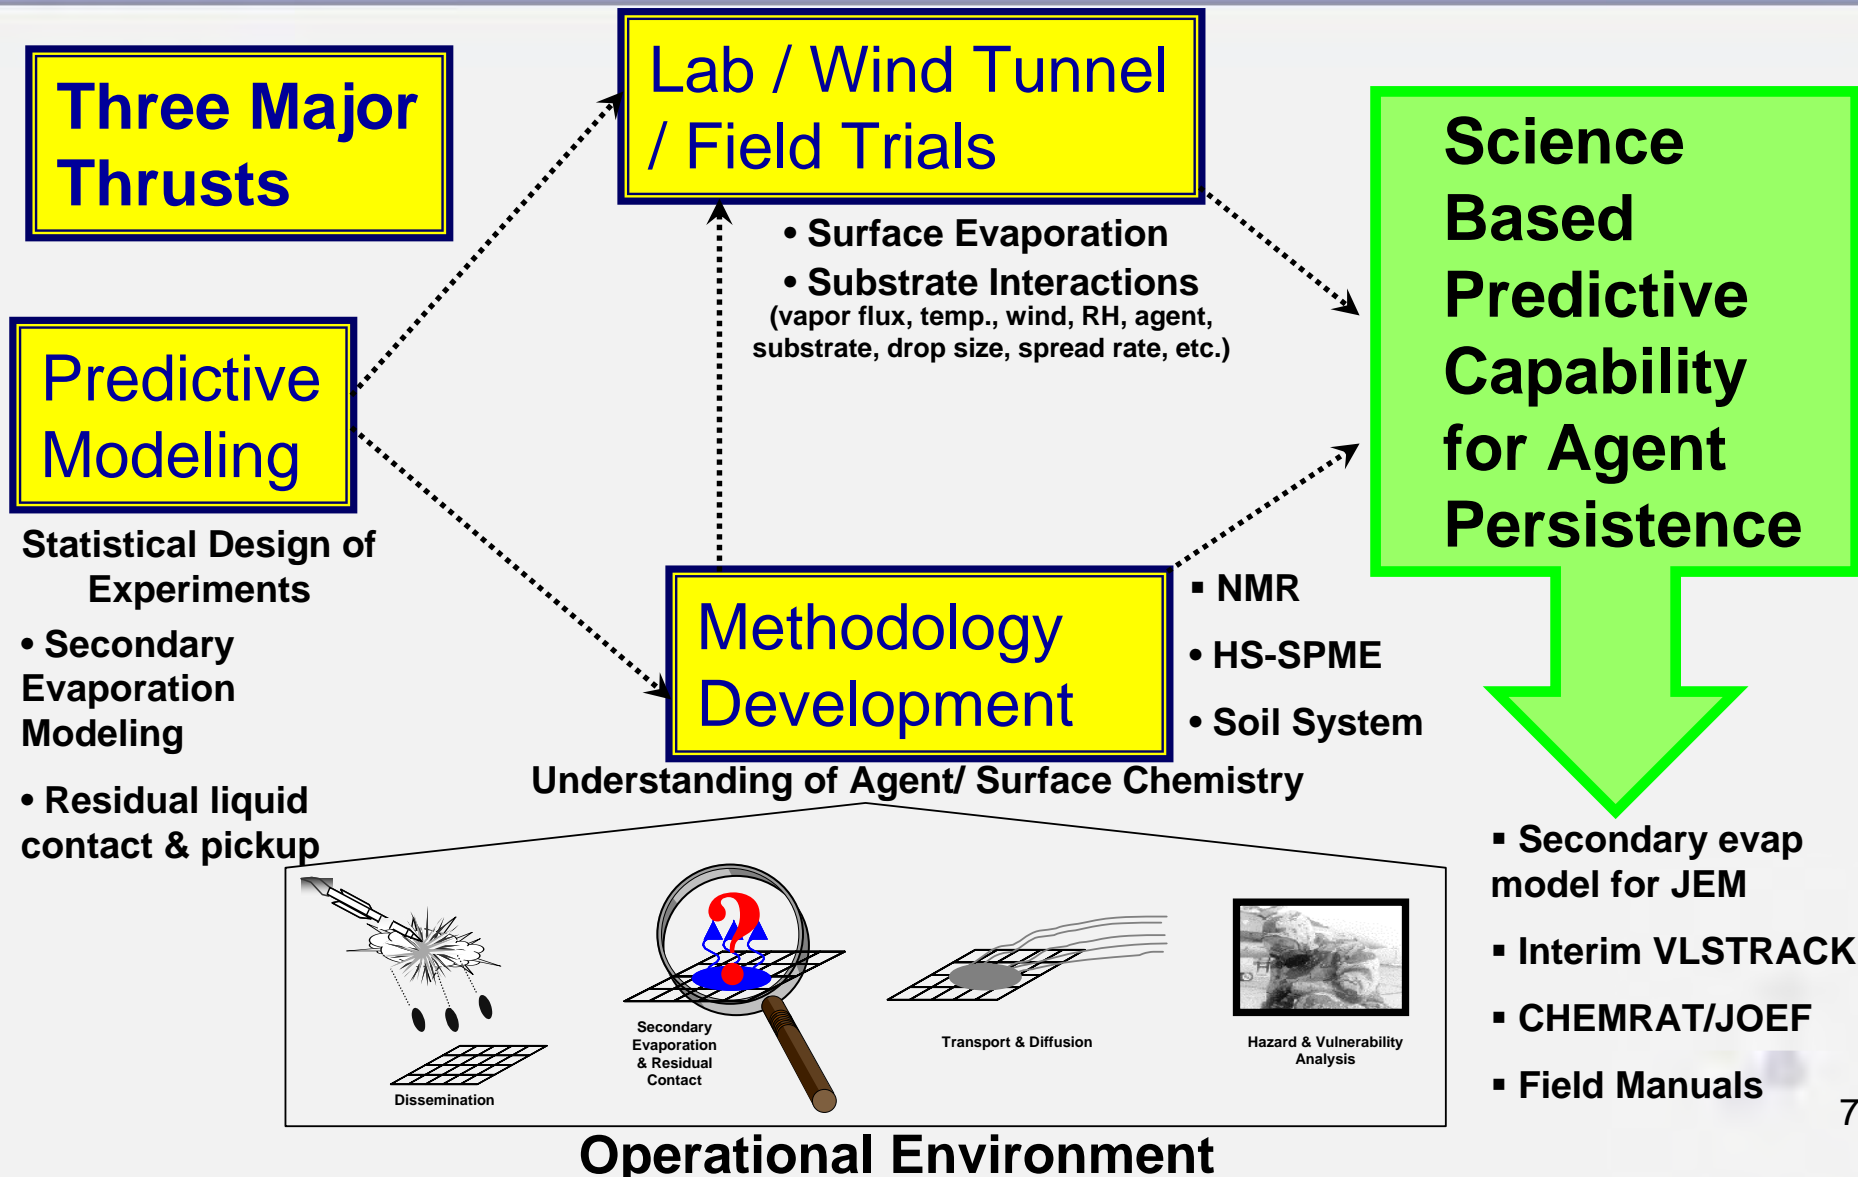 Three Major
Thrusts
Lab / Wind Tunnel
/ Field Trials
• Surface Evaporation
• Substrate Interactions
(vapor flux, temp., wind, RH, agent,
substrate, drop size, spread rate, etc.)
Predictive
Modeling
Statistical Design of
Experiments
• Secondary
Evaporation
Modeling
• Residual liquid
contact & pickup
Methodology
Development
▪ NMR
• HS-SPME
• Soil System
Understanding of Agent/ Surface Chemistry
Science
Based
Predictive
Capability
for Agent
Persistence
▪ Secondary evap
model for JEM
▪ Interim VLSTRACK
▪ CHEMRAT/JOEF
▪ Field Manuals
?
Dissemination
Secondary
Evaporation
& Residual
Contact
Transport & Diffusion
Hazard & Vulnerability
Analysis
Operational Environment
7